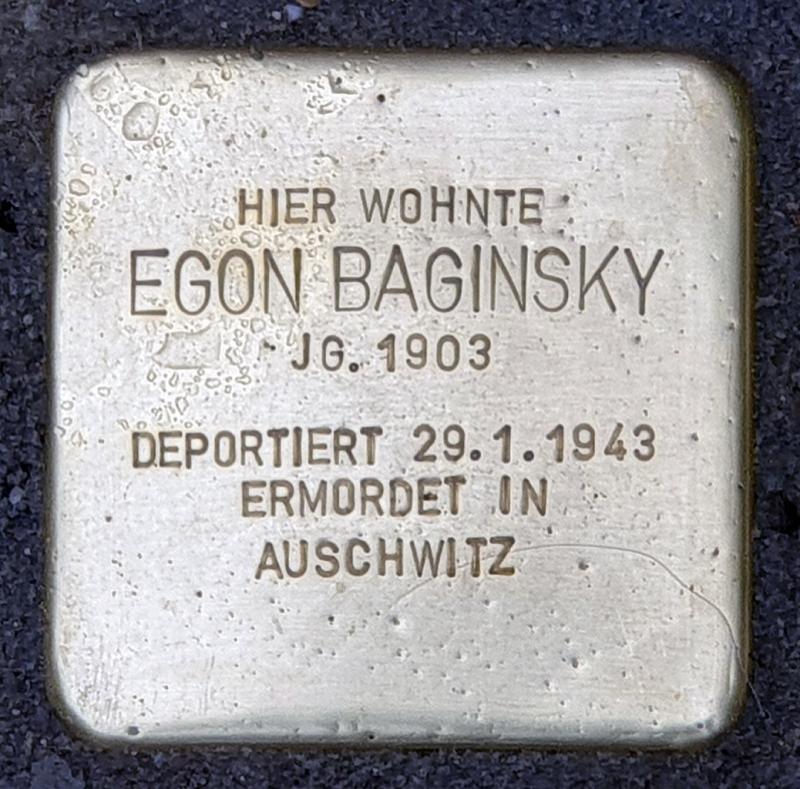 HIER WOHNTE
EGON BAGINSKY
JG. 1903
DEPORTIERT 29.1.1943
ERMORDET IN
AUSCHWITZ